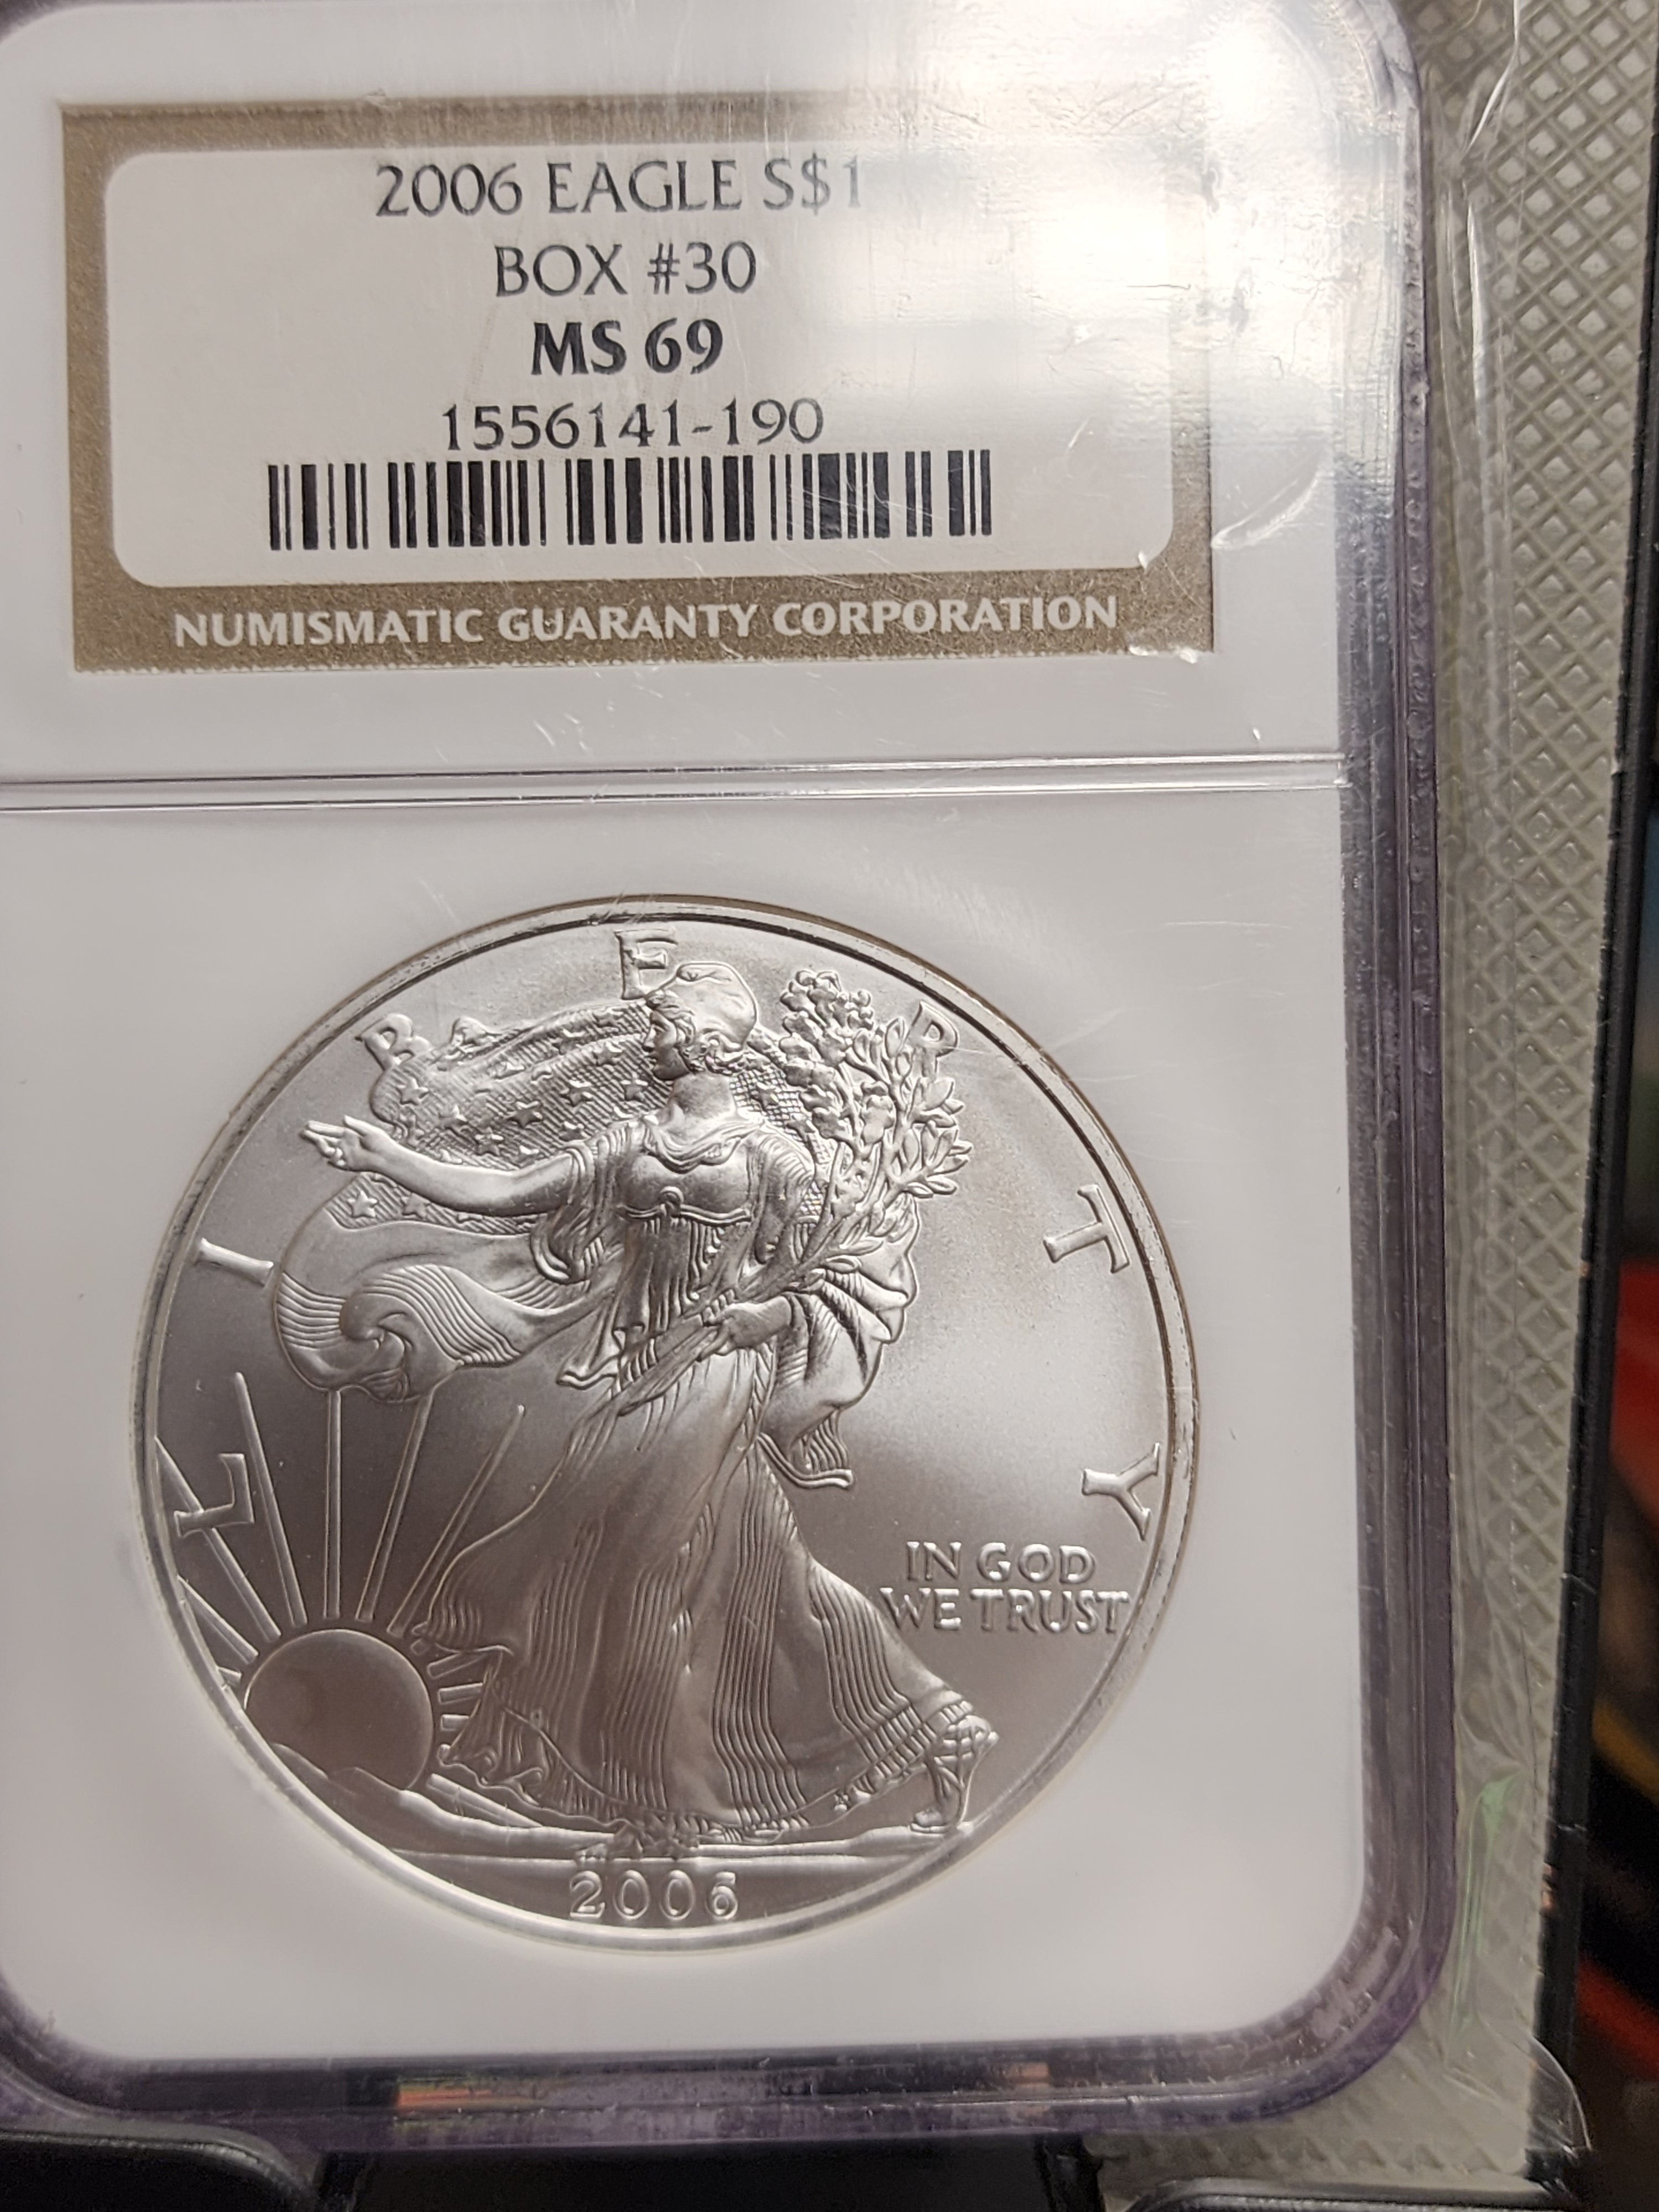 2006 EAGLE S$1
BOX #30
MS 69
1556141-190
NUMISMATIC GUARANTY CORPORATION
LIBERTY
IN GOD
WE TRUST
2006